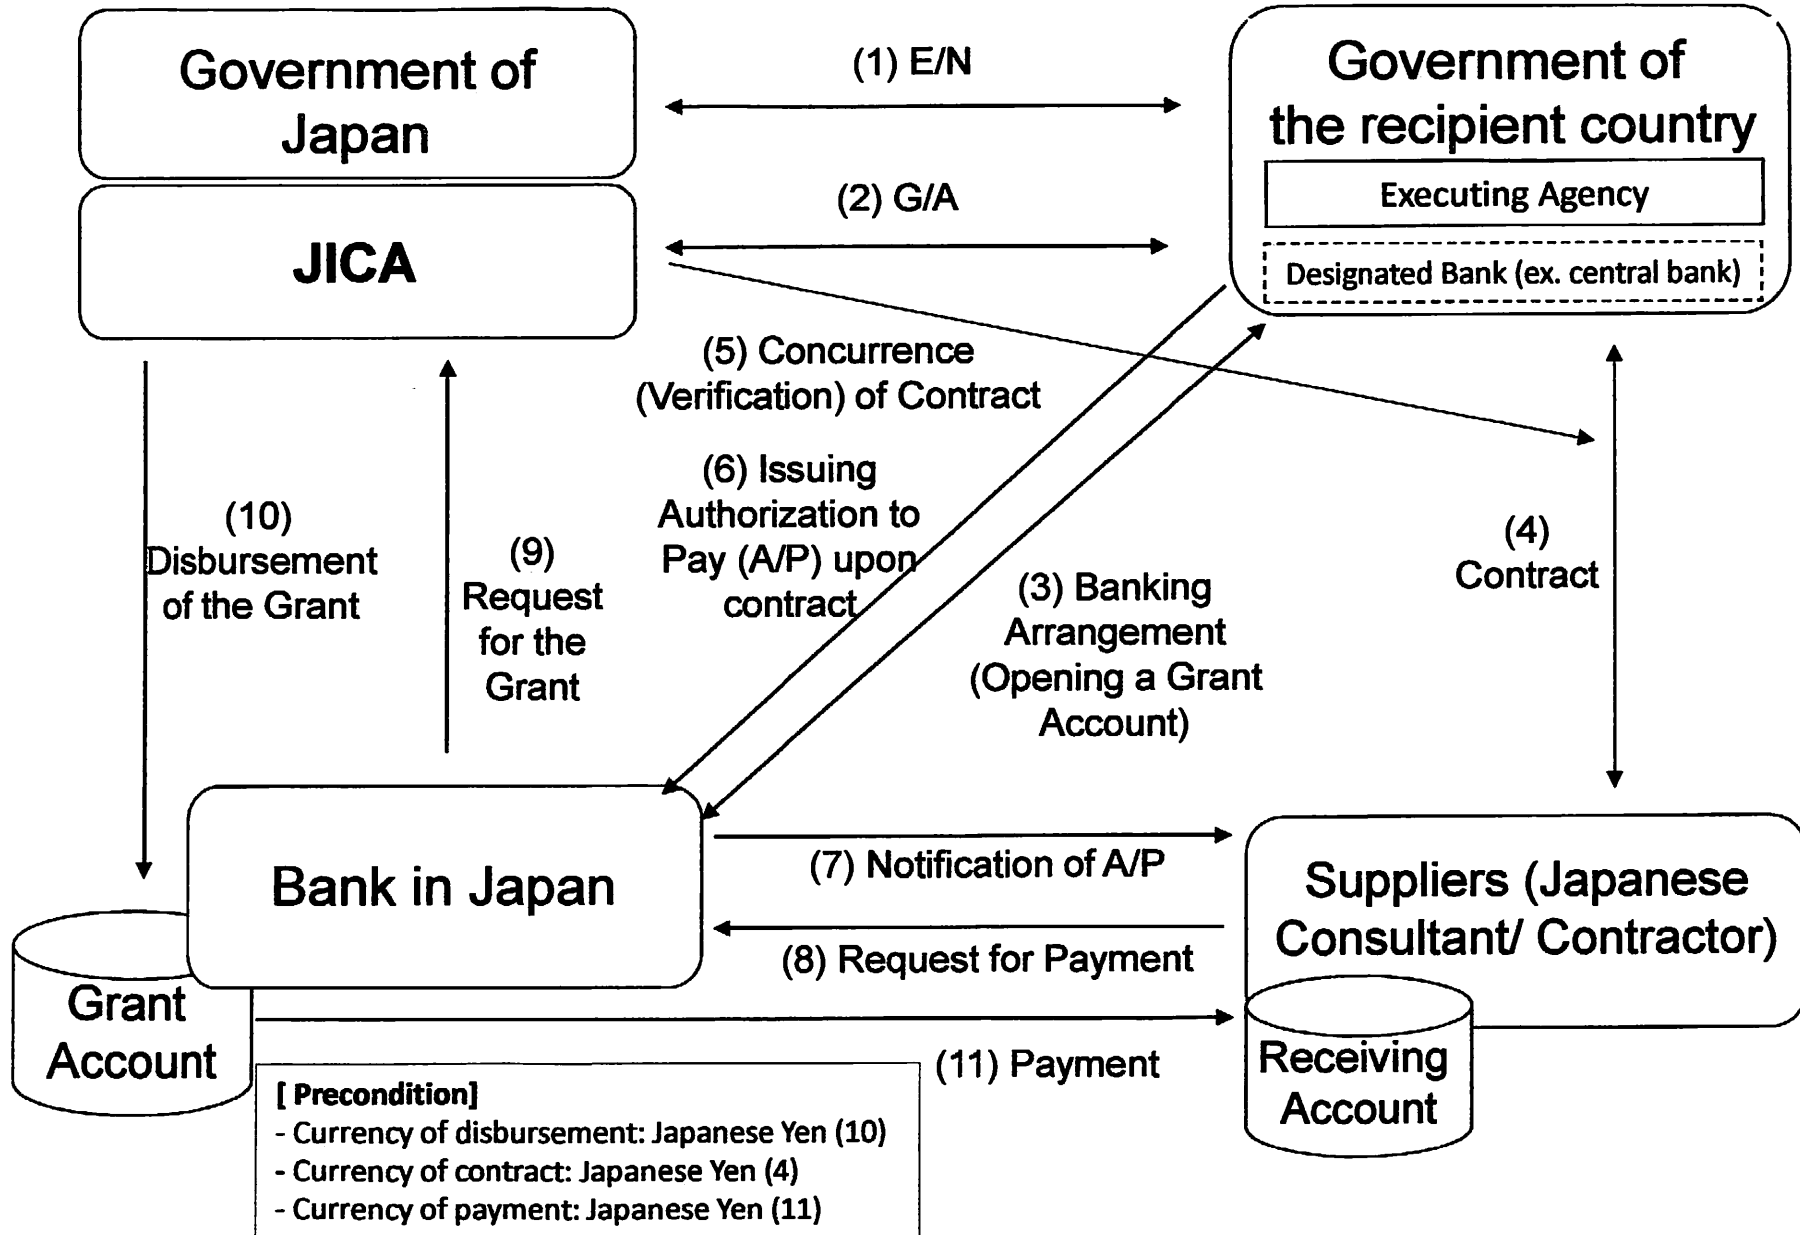 Government of
Japan
JICA
(1) E/N
(2) G/A
Government of
the recipient country
Executing Agency
Designated Bank (ex. central bank)
(5) Concurrence
(Verification) of Contract
(6) Issuing
Authorization to
Pay (A/P) upon
contract
(10)
Disbursement
of the Grant
(9)
Request
for the
Grant
(3) Banking
Arrangement
(Opening a Grant
Account)
(4)
Contract
Bank in Japan
(7) Notification of A/P
(8) Request for Payment
Suppliers (Japanese
Consultant/ Contractor)
Grant
Account
(11) Payment
Receiving
Account
[ Precondition]
- Currency of disbursement: Japanese Yen (10)
- Currency of contract: Japanese Yen (4)
- Currency of payment: Japanese Yen (11)